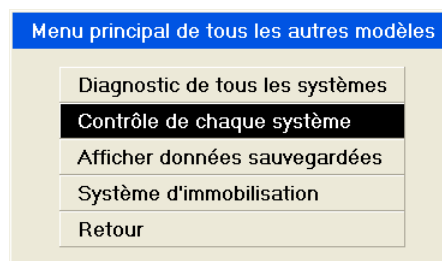 Menu principal de tous les autres modèles
Diagnostic de tous les systèmes
Contrôle de chaque système
Afficher données sauvegardées
Système d'immobilisation
Retour